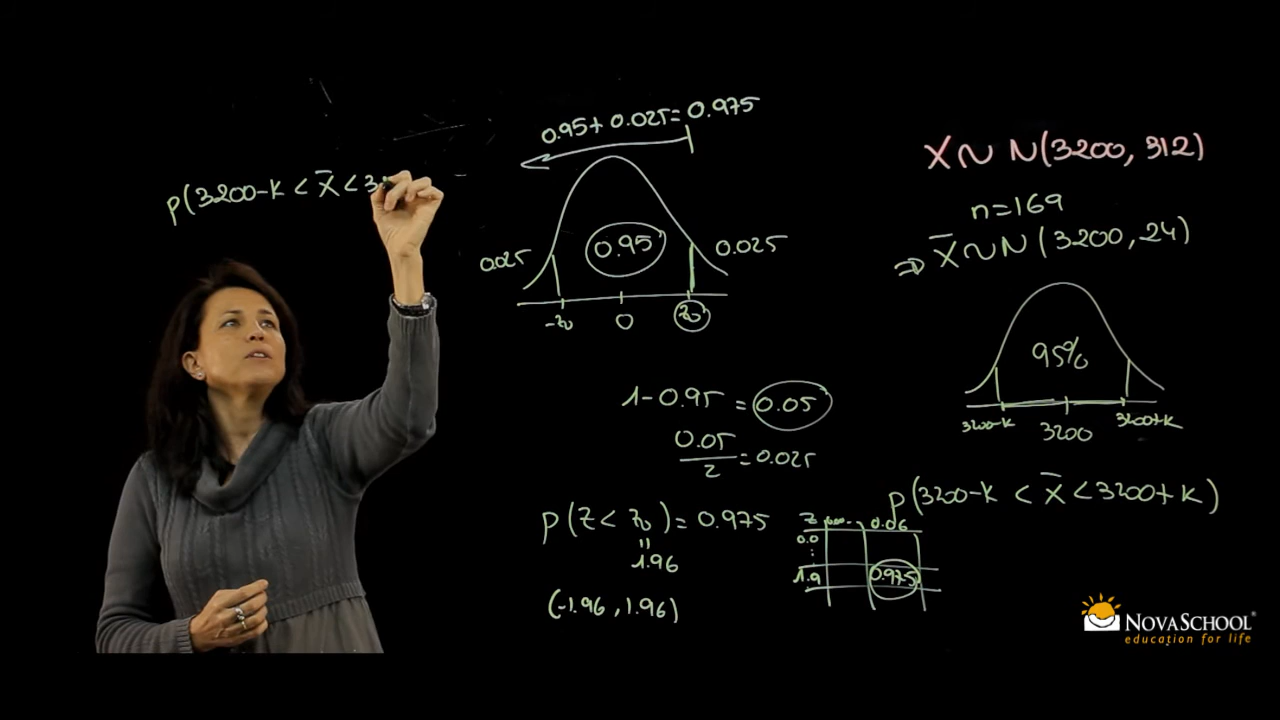 P(3200-K < X̄ < 3
0.95+0.025=0.975
0.025
0.95
0.025
-z₀ 0 z₀
1-0.95 = 0.05
0.05/2 = 0.025
P(Z < z₀) = 0.975
1.96
(-1.96, 1.96)
X ~ N(3200, 312)
n=169
⇒ X̄ ~ N(3200, 24)
95%
3200-K 3200 3200+K
P(3200-K < X̄ < 3200+K)
Z 0.06
0.0
1.9 0.975
NOVASCHOOL
education for life